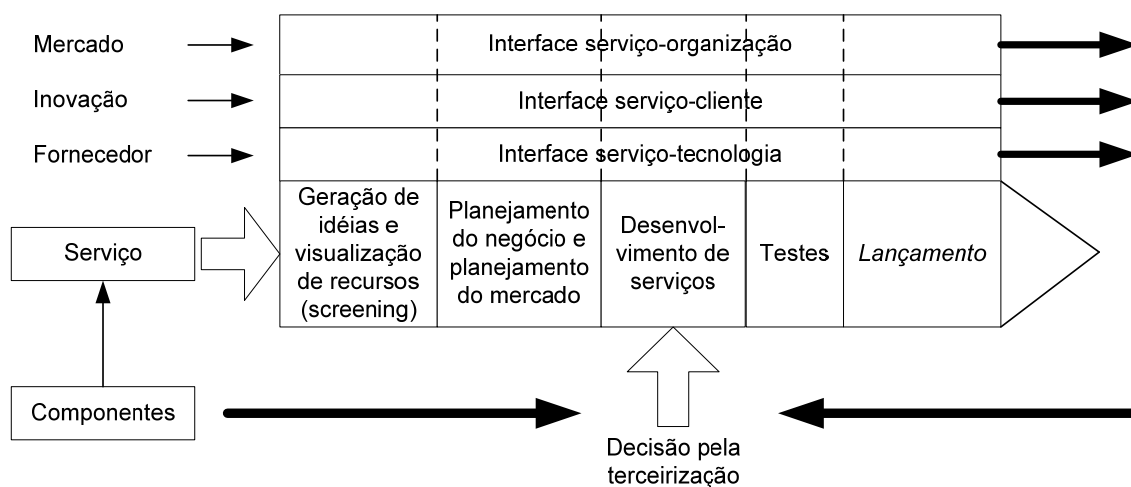 Mercado
Interface serviço-organização
Inovação
Interface serviço-cliente
Fornecedor
Interface serviço-tecnologia
Serviço
Geração de
idéias e
visualização
de recursos
(screening)
Planejamento
do negócio e
planejamento
do mercado
Desenvol-
vimento de
serviços
Testes
Lançamento
Componentes
Decisão pela
terceirização